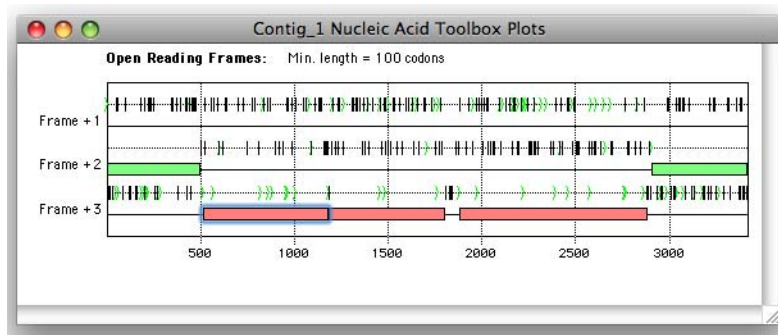 Contig_1 Nucleic Acid Toolbox Plots
Open Reading Frames: Min. length = 100 codons
Frame +1
Frame +2
Frame +3
500 1000 1500 2000 2500 3000